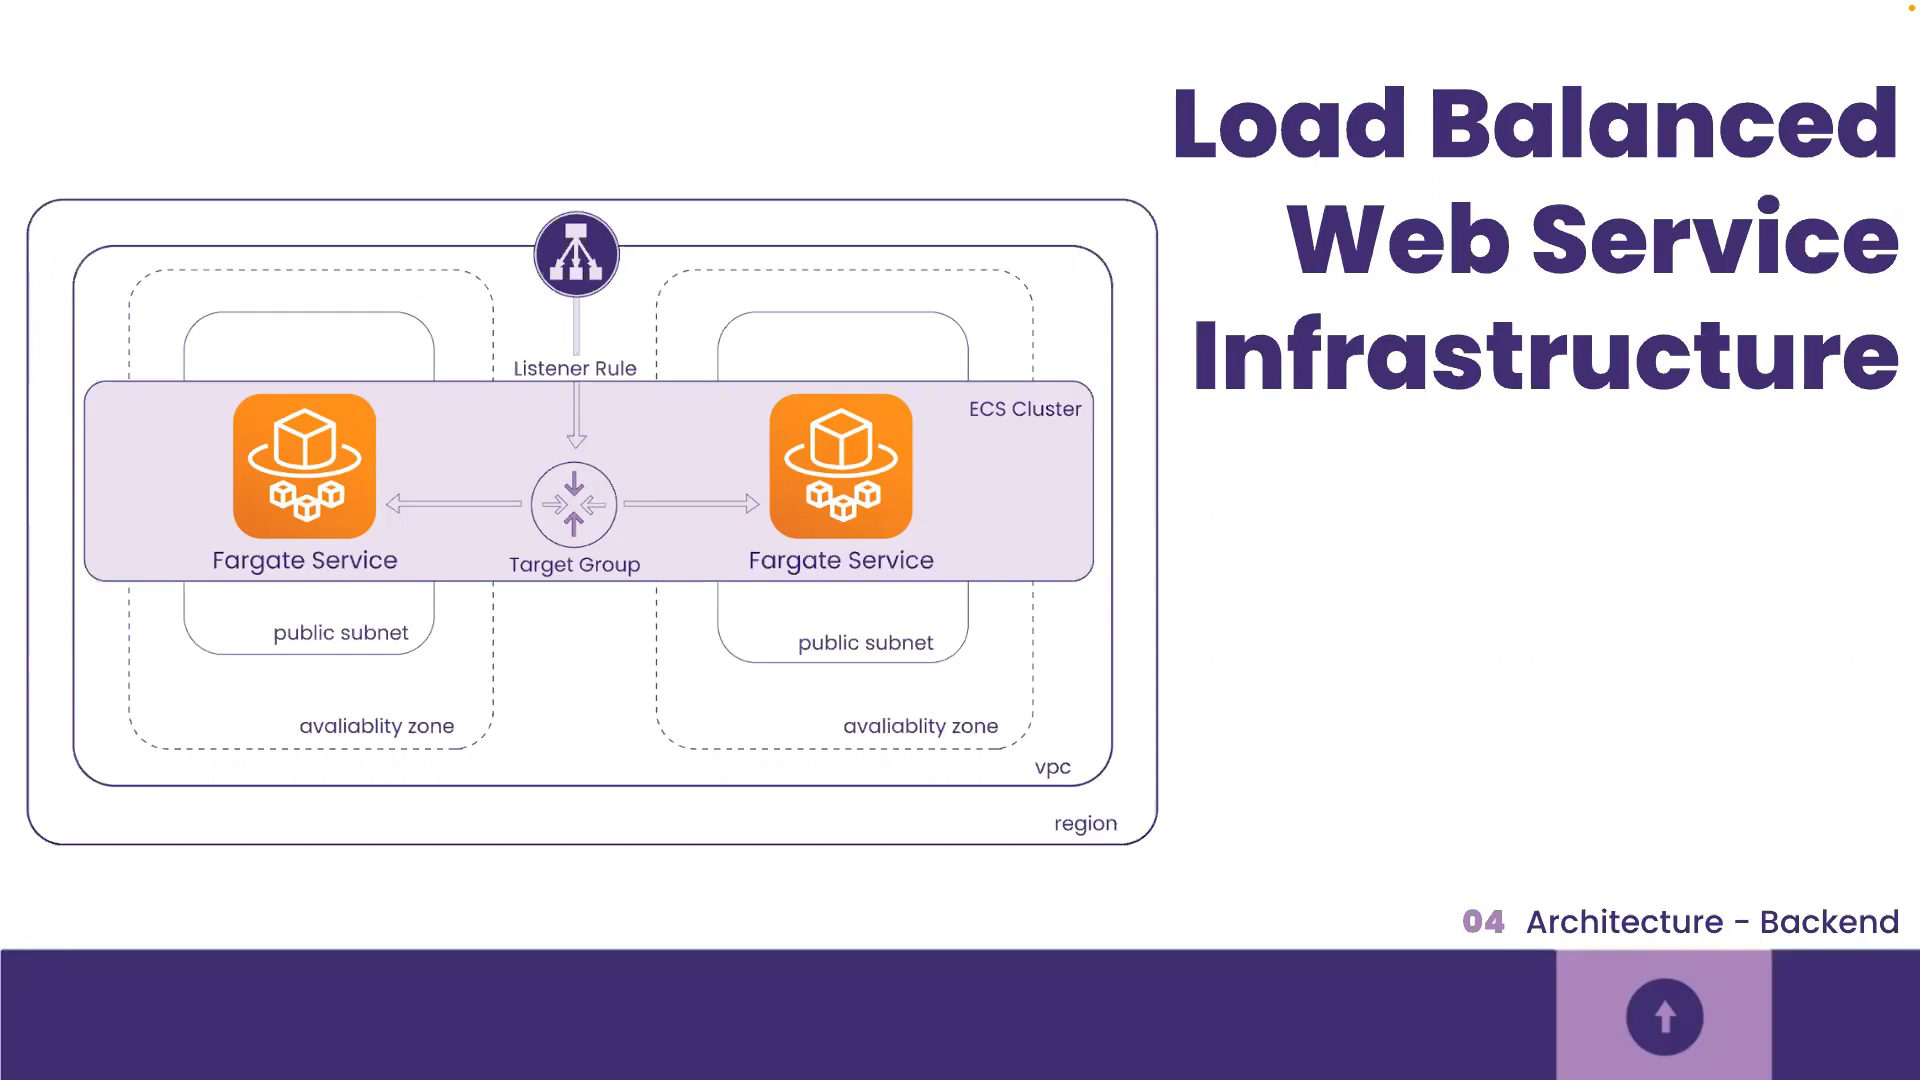 Load Balanced
Web Service
Infrastructure
Listener Rule
ECS Cluster
Fargate Service
Target Group
Fargate Service
public subnet
public subnet
avaliablity zone
avaliablity zone
vpc
region
04 Architecture - Backend